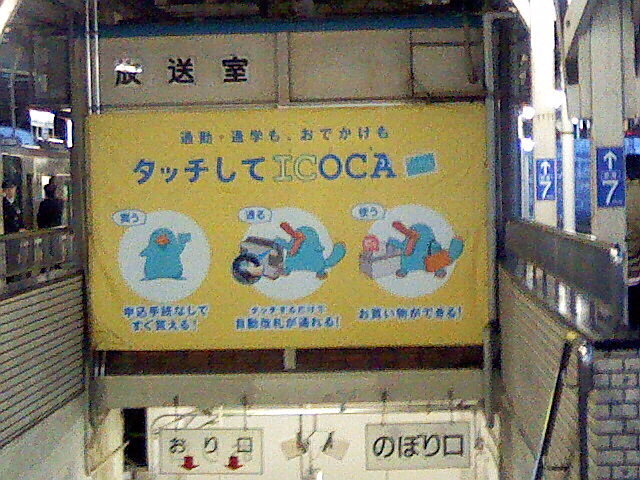 放送室
通勤・通学も、おでかけも
タッチしてICOCA
買う
通る
使う
申込手続なしで
すぐ買える！
タッチするだけで
自動改札が通れる！
お買い物ができる！
7
7
おり口
のぼり口